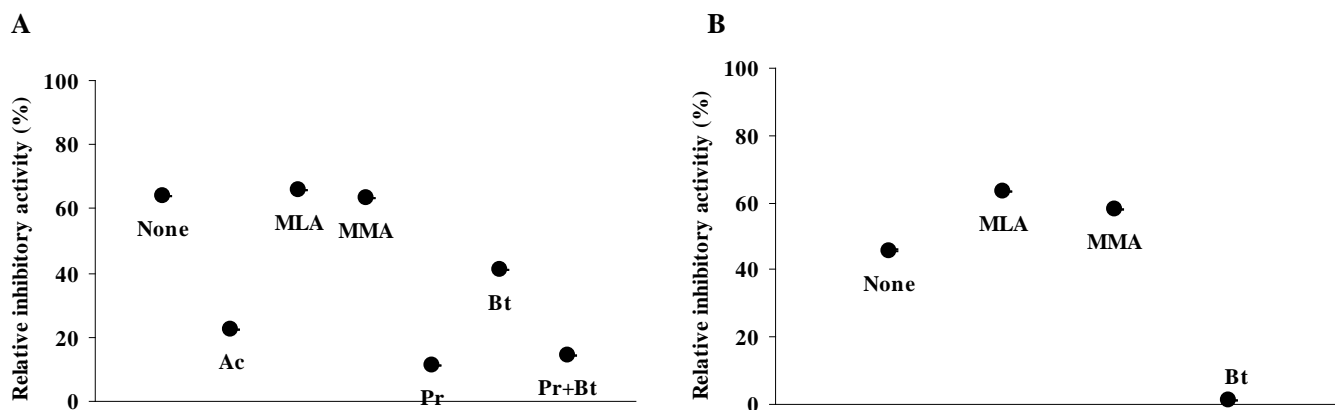 A
Relative inhibitory activity (%)
100
80
60
40
20
0
None
Ac
MLA
MMA
Pr
Bt
Pr+Bt
B
Relative inhibitory activitiy (%)
100
80
60
40
20
0
None
MLA
MMA
Bt